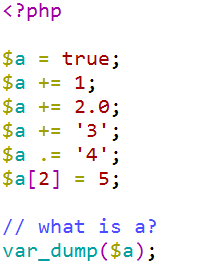 <?php
$a = true;
$a += 1;
$a += 2.0;
$a += '3';
$a .= '4';
$a[2] = 5;
// what is a?
var_dump($a);